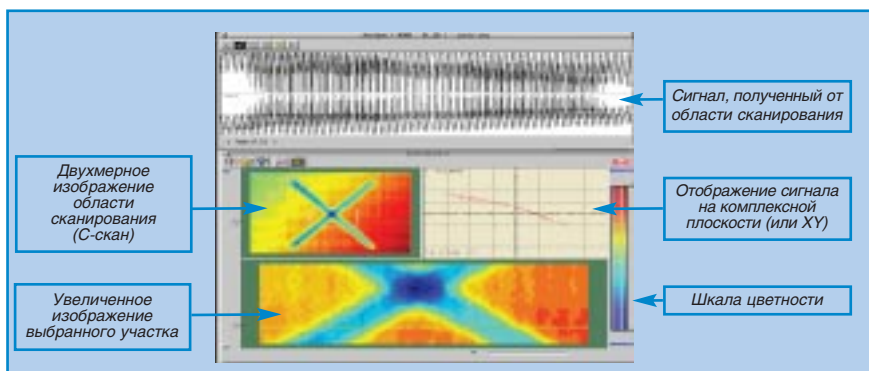 Сигнал, полученный от
области сканирования
Двухмерное
изображение
области
сканирования
(С-скан)
Отображение сигнала
на комплексной
плоскости (или XY)
Увеличенное
изображение
выбранного участка
Шкала цветности